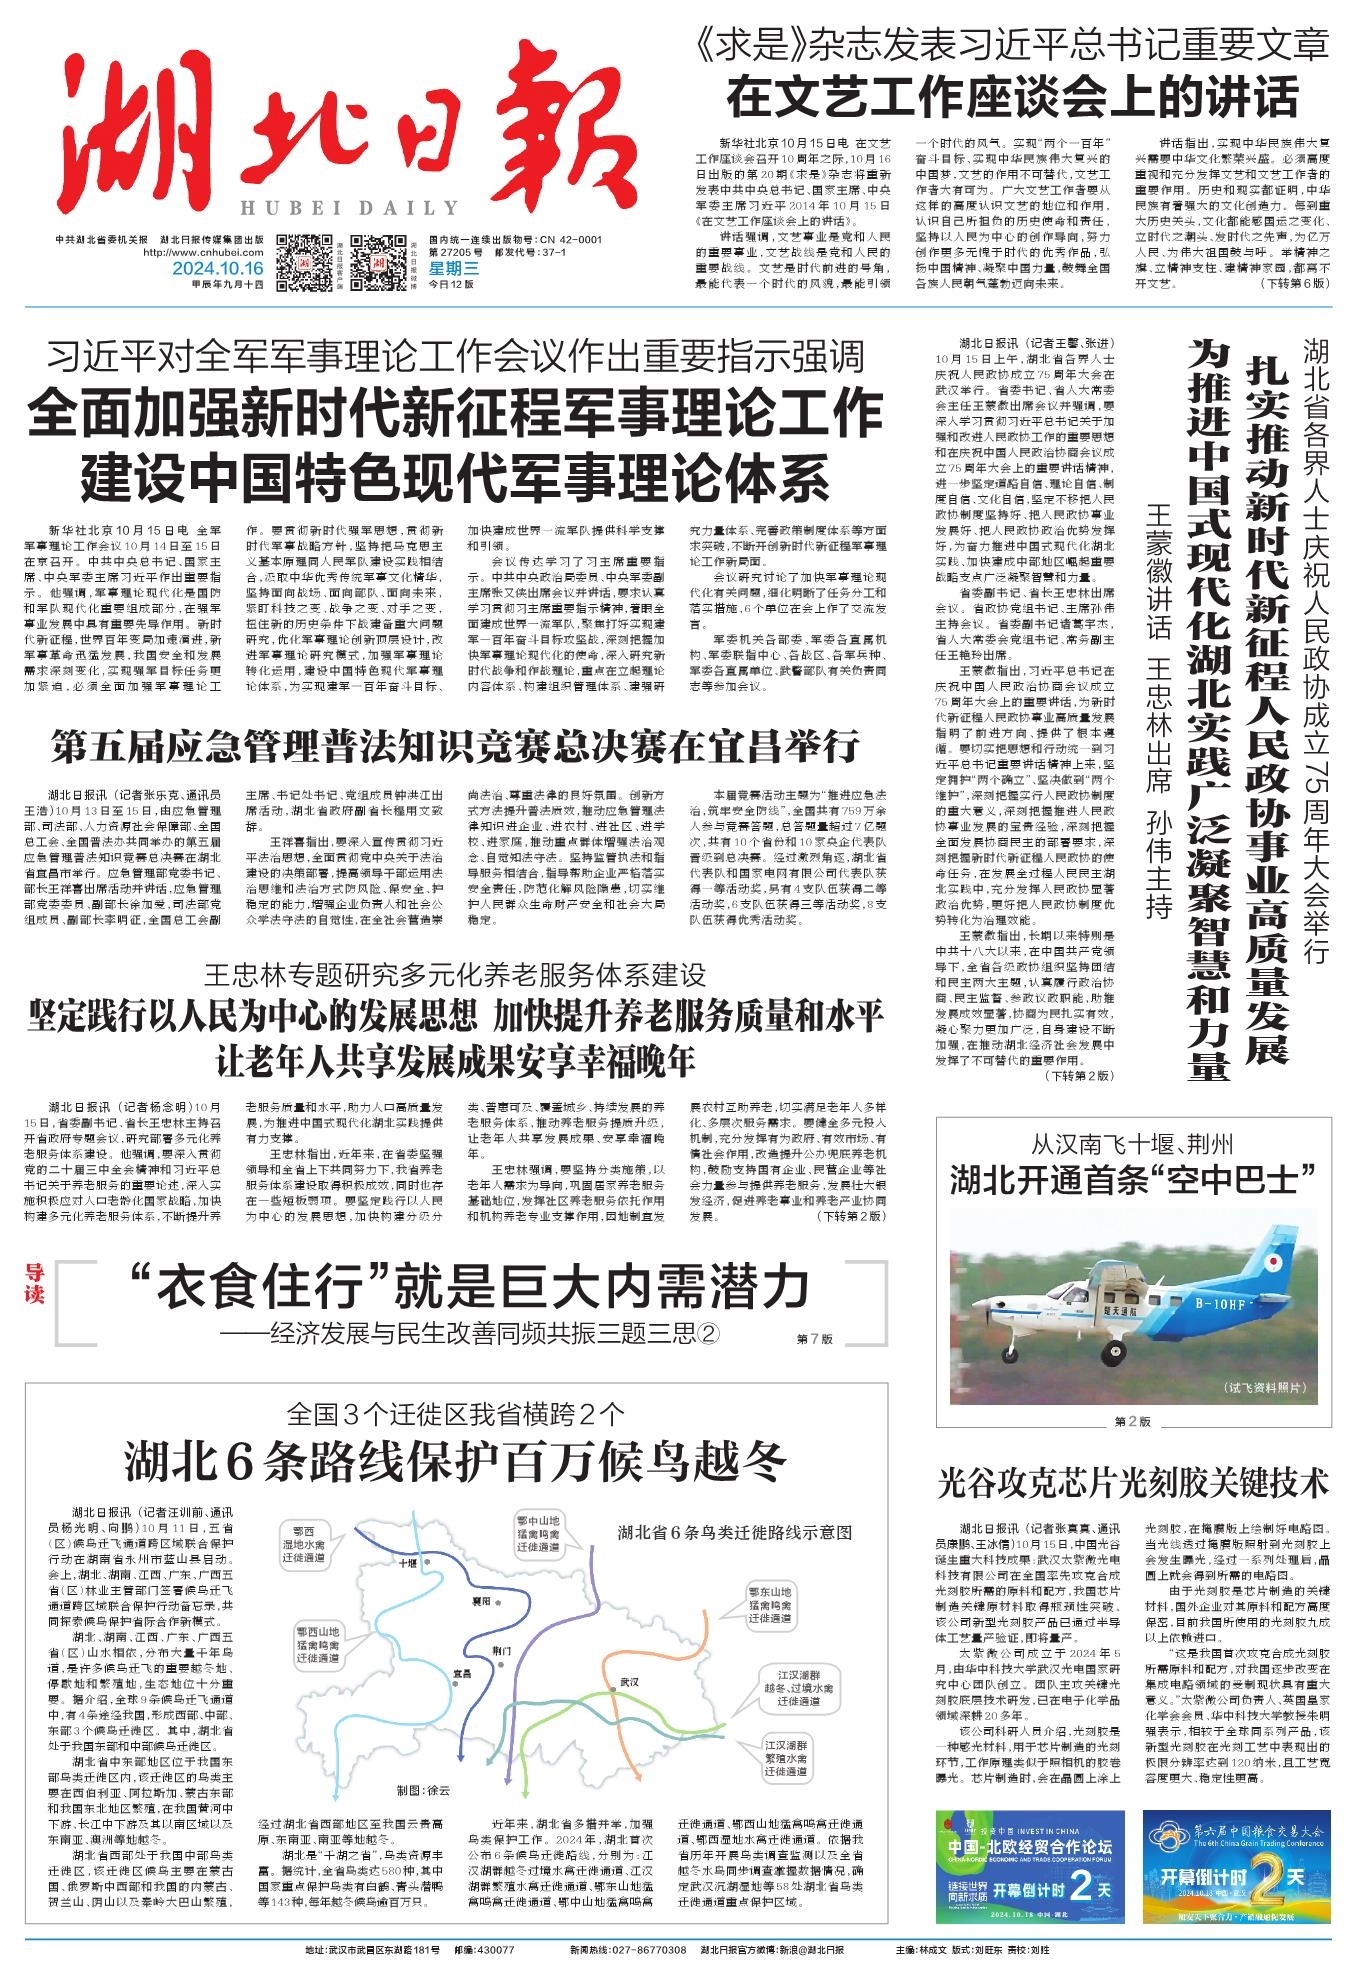 湖北日報
HUBEI DAILY
中共湖北省委机关报 湖北日报传媒集团出版
http://www.cnhubei.com
2024.10.16
甲辰年九月十四
湖北日报客户端
湖北日报微博
国内统一连续出版物号:CN 42-0001
第27205号 邮发代号:37-1
星期三
今日12版
《求是》杂志发表习近平总书记重要文章
在文艺工作座谈会上的讲话
新华社北京10月15日电 在文艺
工作座谈会召开10周年之际,10月16
日出版的第20期《求是》杂志将重新
发表中共中央总书记、国家主席、中央
军委主席习近平2014年10月15日
《在文艺工作座谈会上的讲话》。
讲话强调,文艺事业是党和人民
的重要事业,文艺战线是党和人民的
重要战线。文艺是时代前进的号角,
最能代表一个时代的风貌,最能引领
一个时代的风气。实现“两个一百年”
奋斗目标、实现中华民族伟大复兴的
中国梦,文艺的作用不可替代,文艺工
作者大有可为。广大文艺工作者要从
这样的高度认识文艺的地位和作用,
认识自己所担负的历史使命和责任,
坚持以人民为中心的创作导向,努力
创作更多无愧于时代的优秀作品,弘
扬中国精神、凝聚中国力量,鼓舞全国
各族人民朝气蓬勃迈向未来。
讲话指出,实现中华民族伟大复
兴需要中华文化繁荣兴盛。必须高度
重视和充分发挥文艺和文艺工作者的
重要作用。历史和现实都证明,中华
民族有着强大的文化创造力。每到重
大历史关头,文化都能感国运之变化、
立时代之潮头、发时代之先声,为亿万
人民、为伟大祖国鼓与呼。举精神之
旗、立精神支柱、建精神家园,都离不
开文艺。 (下转第6版)
习近平对全军军事理论工作会议作出重要指示强调
全面加强新时代新征程军事理论工作
建设中国特色现代军事理论体系
新华社北京10月15日电 全军
军事理论工作会议10月14日至15日
在京召开。中共中央总书记、国家主
席、中央军委主席习近平作出重要指
示。他强调,军事理论现代化是国防
和军队现代化重要组成部分,在强军
事业发展中具有重要先导作用。新时
代新征程,世界百年变局加速演进,新
军事革命迅猛发展,我国安全和发展
需求深刻变化,实现强军目标任务更
加紧迫,必须全面加强军事理论工
作。要贯彻新时代强军思想,贯彻新
时代军事战略方针,坚持把马克思主
义基本原理同人民军队建设实践相结
合,汲取中华优秀传统军事文化精华,
坚持面向战场、面向部队、面向未来,
紧盯科技之变、战争之变、对手之变,
扭住新的历史条件下战建备重大问题
研究,优化军事理论创新顶层设计,改
进军事理论研究模式,加强军事理论
转化运用,建设中国特色现代军事理
论体系,为实现建军一百年奋斗目标、
加快建成世界一流军队提供科学支撑
和引领。
会议传达学习了习主席重要指
示。中共中央政治局委员、中央军委副
主席张又侠出席会议并讲话,要求认真
学习贯彻习主席重要指示精神,着眼全
面建成世界一流军队,聚焦打好实现建
军一百年奋斗目标攻坚战,深刻把握加
快军事理论现代化的使命,深入研究新
时代战争和作战理论,重点在立起理论
内容体系、构建组织管理体系、建强研
究力量体系、完善政策制度体系等方面
求突破,不断开创新时代新征程军事理
论工作新局面。
会议研究讨论了加快军事理论现
代化有关问题,细化明晰了任务分工和
落实措施,6个单位在会上作了交流发
言。
军委机关各部委、军委各直属机
构、军委联指中心、各战区、各军兵种、
军委各直属单位、武警部队有关负责同
志等参加会议。
第五届应急管理普法知识竞赛总决赛在宜昌举行
湖北日报讯(记者张乐克、通讯员
王浩)10月13日至15日,由应急管理
部、司法部、人力资源社会保障部、全国
总工会、全国普法办共同举办的第五届
应急管理普法知识竞赛总决赛在湖北
省宜昌市举行。应急管理部党委书记、
部长王祥喜出席活动并讲话,应急管理
部党委委员、副部长徐加爱,司法部党
组成员、副部长李明征,全国总工会副
主席、书记处书记、党组成员钟洪江出
席活动,湖北省政府副省长程用文致
辞。
王祥喜指出,要深入宣传贯彻习近
平法治思想,全面贯彻党中央关于法治
建设的决策部署,提高领导干部运用法
治思维和法治方式防风险、保安全、护
稳定的能力,增强企业负责人和社会公
众学法守法的自觉性,在全社会营造崇
尚法治、尊重法律的良好氛围。创新方
式方法提升普法质效,推动应急管理法
律知识进企业、进农村、进社区、进学
校、进家庭,推动重点群体增强法治观
念、自觉知法守法。坚持监管执法和指
导服务相结合,指导帮助企业严格落实
安全责任,防范化解风险隐患,切实维
护人民群众生命财产安全和社会大局
稳定。
本届竞赛活动主题为“推进应急法
治,筑牢安全防线”,全国共有759万余
人参与竞赛答题,总答题量超过7亿题
次,共有10个省份和10家央企代表队
晋级到总决赛。经过激烈角逐,湖北省
代表队和国家电网有限公司代表队获
得一等活动奖,另有4支队伍获得二等
活动奖,6支队伍获得三等活动奖,8支
队伍获得优秀活动奖。
王忠林专题研究多元化养老服务体系建设
坚定践行以人民为中心的发展思想 加快提升养老服务质量和水平
让老年人共享发展成果安享幸福晚年
湖北日报讯(记者杨念明)10月
15日,省委副书记、省长王忠林主持召
开省政府专题会议,研究部署多元化养
老服务体系建设。他强调,要深入贯彻
党的二十届三中全会精神和习近平总
书记关于养老服务的重要论述,深入实
施积极应对人口老龄化国家战略,加快
构建多元化养老服务体系,不断提升养
老服务质量和水平,助力人口高质量发
展,为推进中国式现代化湖北实践提供
有力支撑。
王忠林指出,近年来,在省委坚强
领导和全省上下共同努力下,我省养老
服务体系建设取得积极成效,同时也存
在一些短板弱项。要坚定践行以人民
为中心的发展思想,加快构建分级分
类、普惠可及、覆盖城乡、持续发展的养
老服务体系,推动养老服务提质升级,
让老年人共享发展成果、安享幸福晚
年。
王忠林强调,要坚持分类施策,以
老年人需求为导向,巩固居家养老服务
基础地位,发挥社区养老服务依托作用
和机构养老专业支撑作用,因地制宜发
展农村互助养老,切实满足老年人多样
化、多层次服务需求。要健全多元投入
机制,充分发挥有为政府、有效市场、有
情社会作用,改造提升公办兜底养老机
构,鼓励支持国有企业、民营企业等社
会力量参与提供养老服务,发展壮大银
发经济,促进养老事业和养老产业协同
发展。 (下转第2版)
导读
“衣食住行”就是巨大内需潜力
——经济发展与民生改善同频共振三题三思②
第7版
湖北省各界人士庆祝人民政协成立75周年大会举行
扎实推动新时代新征程人民政协事业高质量发展
为推进中国式现代化湖北实践广泛凝聚智慧和力量
王蒙徽讲话 王忠林出席 孙伟主持
湖北日报讯(记者王馨、张进)
10月15日上午,湖北省各界人士
庆祝人民政协成立75周年大会在
武汉举行。省委书记、省人大常委
会主任王蒙徽出席会议并强调,要
深入学习贯彻习近平总书记关于加
强和改进人民政协工作的重要思想
和在庆祝中国人民政治协商会议成
立75周年大会上的重要讲话精神,
进一步坚定道路自信、理论自信、制
度自信、文化自信,坚定不移把人民
政协制度坚持好、把人民政协事业
发展好、把人民政协政治优势发挥
好,为奋力推进中国式现代化湖北
实践、加快建成中部地区崛起重要
战略支点广泛凝聚智慧和力量。
省委副书记、省长王忠林出席
会议。省政协党组书记、主席孙伟
主持会议。省委副书记诸葛宇杰,
省人大常委会党组书记、常务副主
任王艳玲出席。
王蒙徽指出,习近平总书记在
庆祝中国人民政治协商会议成立
75周年大会上的重要讲话,为新时
代新征程人民政协事业高质量发展
指明了前进方向、提供了根本遵
循。要切实把思想和行动统一到习
近平总书记重要讲话精神上来,坚
定拥护“两个确立”、坚决做到“两个
维护”,深刻把握实行人民政协制度
的重大意义,深刻把握推进人民政
协事业发展的宝贵经验,深刻把握
全面发展协商民主的部署要求,深
刻把握新时代新征程人民政协的使
命任务,在发展全过程人民民主湖
北实践中,充分发挥人民政协显著
政治优势,更好把人民政协制度优
势转化为治理效能。
王蒙徽指出,长期以来特别是
中共十八大以来,在中国共产党领
导下,全省各级政协组织坚持团结
和民主两大主题,认真履行政治协
商、民主监督、参政议政职能,助推
发展成效显著,协商为民扎实有效,
凝心聚力更加广泛,自身建设不断
加强,在推动湖北经济社会发展中
发挥了不可替代的重要作用。
(下转第2版)
从汉南飞十堰、荆州
湖北开通首条“空中巴士”
楚天通航
B-10HF
(试飞资料照片)
第2版
全国3个迁徙区我省横跨2个
湖北6条路线保护百万候鸟越冬
湖北日报讯(记者汪训前、通讯
员杨光明、向鹏)10月11日,五省
(区)候鸟迁飞通道跨区域联合保护
行动在湖南省永州市蓝山县启动。
会上,湖北、湖南、江西、广东、广西五
省(区)林业主管部门签署候鸟迁飞
通道跨区域联合保护行动备忘录,共
同探索候鸟保护省际合作新模式。
湖北、湖南、江西、广东、广西五
省(区)山水相依,分布大量千年鸟
道,是许多候鸟迁飞的重要越冬地、
停歇地和繁殖地,生态地位十分重
要。据介绍,全球9条候鸟迁飞通道
中,有4条途经我国,形成西部、中部、
东部3个候鸟迁徙区。其中,湖北省
处于我国东部和中部候鸟迁徙区。
湖北省中东部地区位于我国东
部鸟类迁徙区内,该迁徙区的鸟类主
要在西伯利亚、阿拉斯加、蒙古东部
和我国东北地区繁殖,在我国黄河中
下游、长江中下游及其以南区域以及
东南亚、澳洲等地越冬。
湖北省西部处于我国中部鸟类
迁徙区,该迁徙区候鸟主要在蒙古
国、俄罗斯中西部和我国的内蒙古、
贺兰山、阴山以及秦岭大巴山繁殖,
经过湖北省西部地区至我国云贵高
原、东南亚、南亚等地越冬。
湖北是“千湖之省”,鸟类资源丰
富。据统计,全省鸟类达580种,其中
国家重点保护鸟类有白鹤、青头潜鸭
等143种,每年越冬候鸟逾百万只。
近年来,湖北省多措并举,加强
鸟类保护工作。2024年,湖北首次
公布6条候鸟迁徙路线,分别为:江
汉湖群越冬过境水禽迁徙通道、江汉
湖群繁殖水禽迁徙通道、鄂东山地猛
禽鸣禽迁徙通道、鄂中山地猛禽鸣禽
迁徙通道、鄂西山地猛禽鸣禽迁徙通
道、鄂西湿地水禽迁徙通道。依据我
省历年开展鸟类调查监测以及全省
越冬水鸟同步调查掌握数据情况,确
定武汉沉湖湿地等58处湖北省鸟类
迁徙通道重点保护区域。
湖北省6条鸟类迁徙路线示意图
鄂西
湿地水禽
迁徙通道
鄂中山地
猛禽鸣禽
迁徙通道
鄂东山地
猛禽鸣禽
迁徙通道
鄂西山地
猛禽鸣禽
迁徙通道
江汉湖群
越冬、过境水禽
迁徙通道
江汉湖群
繁殖水禽
迁徙通道
十堰
襄阳
荆门
宜昌
武汉
制图:徐云
光谷攻克芯片光刻胶关键技术
湖北日报讯(记者张真真、通讯
员康鹏、王冰倩)10月15日,中国光谷
诞生重大科技成果:武汉太紫微光电
科技有限公司在全国率先攻克合成
光刻胶所需的原料和配方,我国芯片
制造关键原材料取得瓶颈性突破。
该公司新型光刻胶产品已通过半导
体工艺量产验证,即将量产。
太紫微公司成立于2024年5
月,由华中科技大学武汉光电国家研
究中心团队创立。团队主攻关键光
刻胶底层技术研发,已在电子化学品
领域深耕20多年。
该公司科研人员介绍,光刻胶是
一种感光材料,用于芯片制造的光刻
环节,工作原理类似于照相机的胶卷
曝光。芯片制造时,会在晶圆上涂上
光刻胶,在掩膜版上绘制好电路图。
当光线透过掩膜版照射到光刻胶上
会发生曝光,经过一系列处理后,晶
圆上就会得到所需的电路图。
由于光刻胶是芯片制造的关键
材料,国外企业对其原料和配方高度
保密,目前我国所使用的光刻胶九成
以上依赖进口。
“这是我国首次攻克合成光刻胶
所需原料和配方,对我国逐步改变在
集成电路领域的受制现状具有重大
意义。”太紫微公司负责人、英国皇家
化学会会员、华中科技大学教授朱明
强表示,相较于全球同系列产品,该
新型光刻胶在光刻工艺中表现出的
极限分辨率达到120纳米,且工艺宽
容度更大、稳定性更高。
投资中国 INVEST IN CHINA
中国-北欧经贸合作论坛
CHINA-NORDIC ECONOMIC AND TRADE COOPERATION FORUM
链接世界
向新求质
开幕倒计时2天
2024.10.18 中国·湖北
第六届中国粮食交易大会
The 6th China Grain Trading Conference
开幕倒计时2天
2024.10.18 中国·武汉
地址:武汉市武昌区东湖路181号 邮编:430077 新闻热线:027-86770308 湖北日报官方微博:新浪@湖北日报 主编:林成文 版式:刘旺东 责校:刘胜